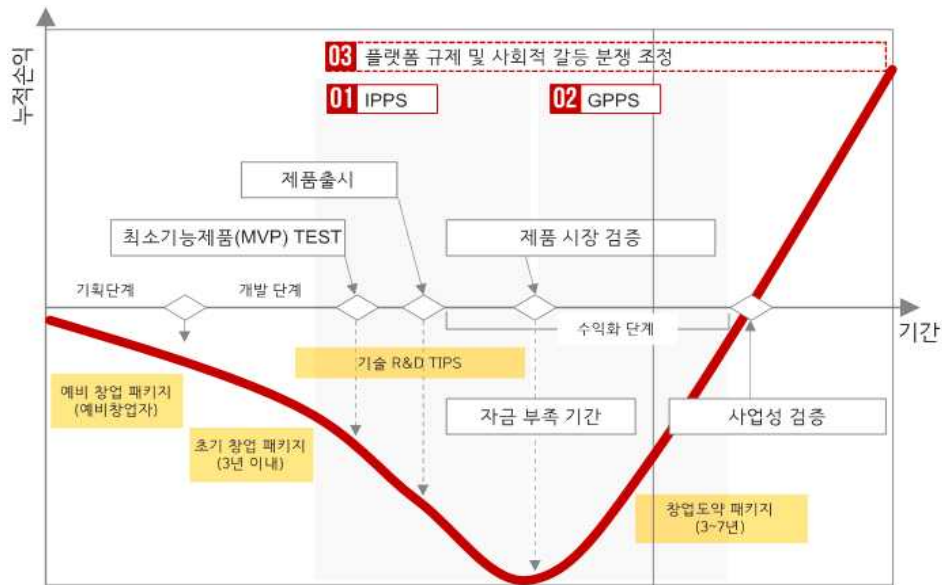 누적손익
03 플랫폼 규제 및 사회적 갈등 분쟁 조정
01 IPPS
02 GPPS
제품출시
최소기능제품(MVP) TEST
제품 시장 검증
기획단계
개발 단계
수익화 단계
기간
기술 R&D TIPS
예비 창업 패키지
(예비창업자)
초기 창업 패키지
(3년 이내)
자금 부족 기간
사업성 검증
창업도약 패키지
(3~7년)